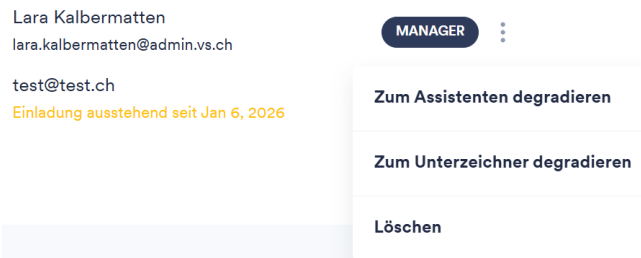 Lara Kalbermatten
lara.kalbermatten@admin.vs.ch
MANAGER
test@test.ch
Einladung ausstehend seit Jan 6, 2026
Zum Assistenten degradieren
Zum Unterzeichner degradieren
Löschen